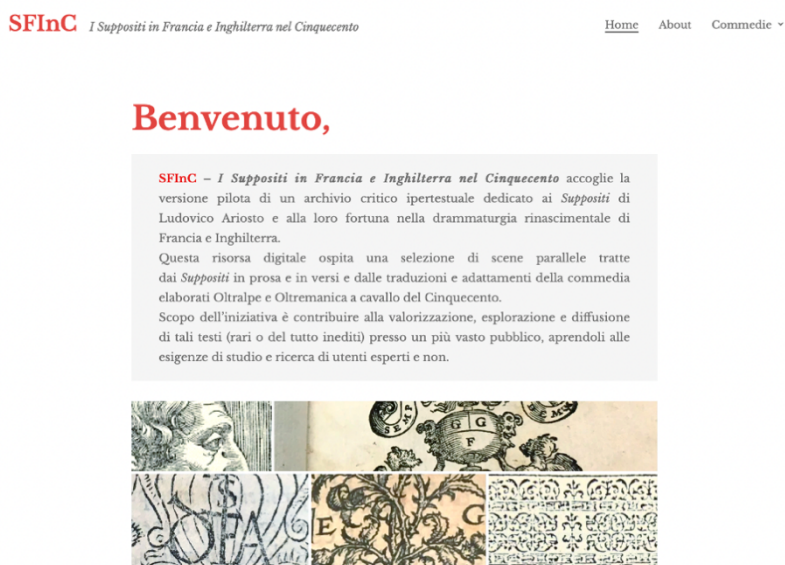 SFInC I Suppositi in Francia e Inghilterra nel Cinquecento Home About Commedie
Benvenuto,
SFInC – I Suppositi in Francia e Inghilterra nel Cinquecento accoglie la
versione pilota di un archivio critico ipertestuale dedicato ai Suppositi di
Ludovico Ariosto e alla loro fortuna nella drammaturgia rinascimentale di
Francia e Inghilterra.
Questa risorsa digitale ospita una selezione di scene parallele tratte
dai Suppositi in prosa e in versi e dalle traduzioni e adattamenti della commedia
elaborati Oltralpe e Oltremanica a cavallo del Cinquecento.
Scopo dell'iniziativa è contribuire alla valorizzazione, esplorazione e diffusione
di tali testi (rari o del tutto inediti) presso un più vasto pubblico, aprendoli alle
esigenze di studio e ricerca di utenti esperti e non.
SEMP SEMP
G G
F
E G